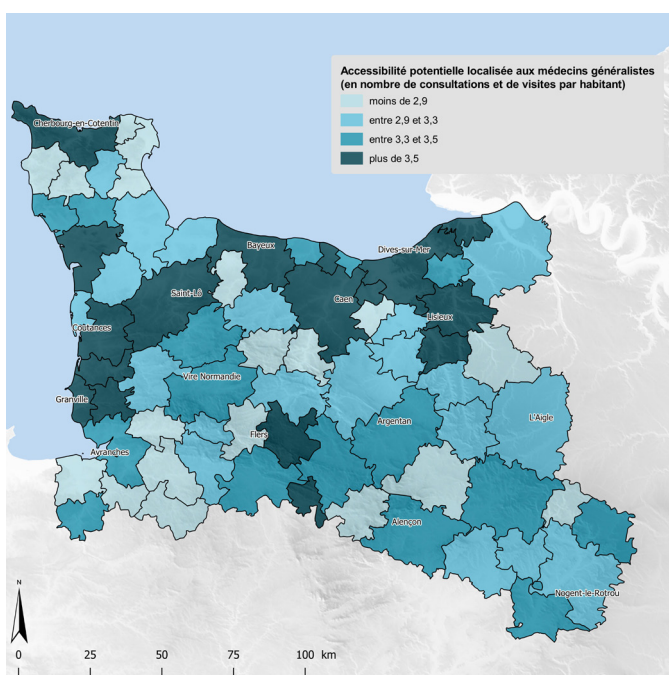 Accessibilité potentielle localisée aux médecins généralistes
(en nombre de consultations et de visites par habitant)
moins de 2,9
entre 2,9 et 3,3
entre 3,3 et 3,5
plus de 3,5
Cherbourg-en-Cotentin
Bayeux
Dives-sur-Mer
Saint-Lô
Caen
Lisieux
Coutances
Vire Normandie
Granville
L'Aigle
Argentan
Flers
Avranches
Alençon
Nogent-le-Rotrou
N
0 25 50 75 100 km